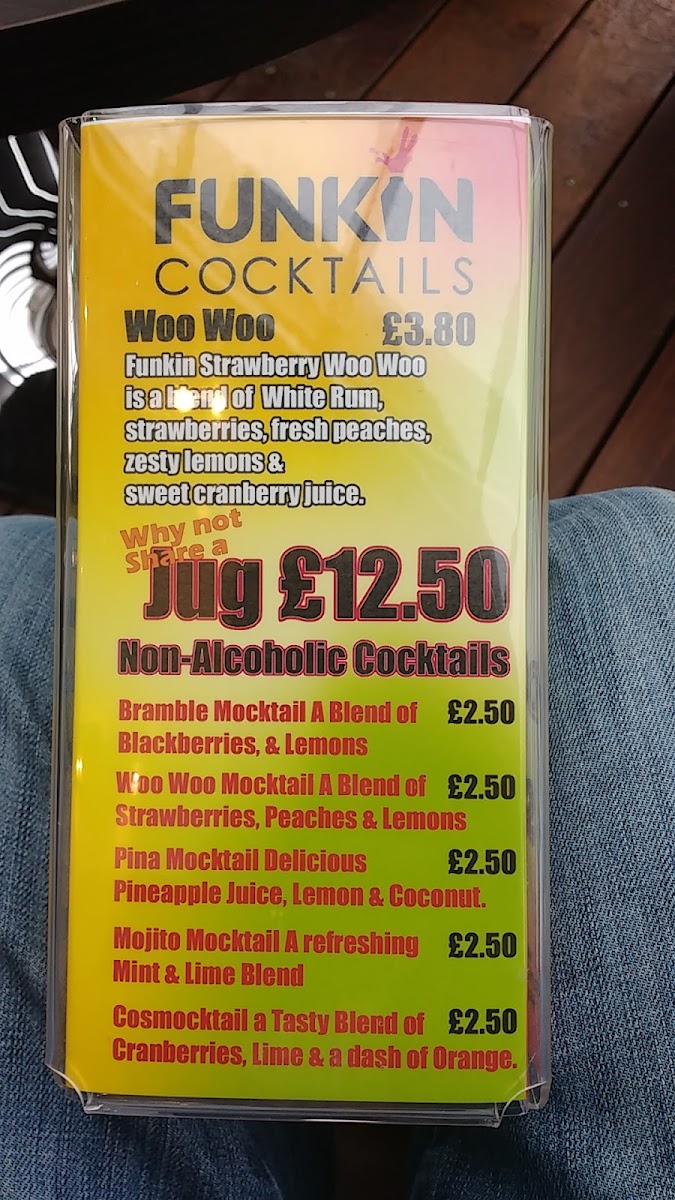 FUNKIN
COCKTAILS
Woo Woo £3.80
Funkin Strawberry Woo Woo
is a blend of White Rum,
strawberries, fresh peaches,
zesty lemons &
sweet cranberry juice.
Why not
Share a
Jug £12.50
Non-Alcoholic Cocktails
Bramble Mocktail A Blend of £2.50
Blackberries, & Lemons
Woo Woo Mocktail A Blend of £2.50
Strawberries, Peaches & Lemons
Pina Mocktail Delicious £2.50
Pineapple Juice, Lemon & Coconut.
Mojito Mocktail A refreshing £2.50
Mint & Lime Blend
Cosmocktail a Tasty Blend of £2.50
Cranberries, Lime & a dash of Orange.